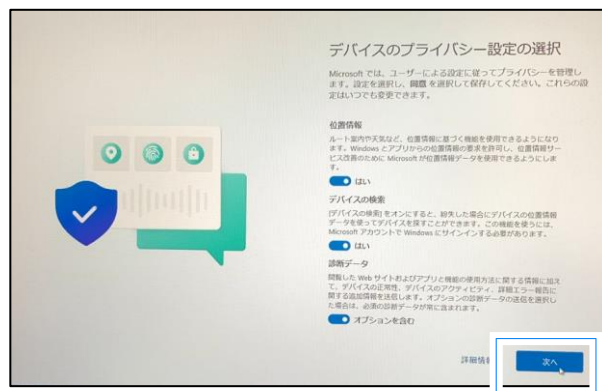 デバイスのプライバシー設定の選択
Microsoft では、ユーザーによる設定に従ってプライバシーを管理し
ます。設定を選択し、同意 を選択して保存してください。これらの設
定はいつでも変更できます。
位置情報
ルート案内や天気など、位置情報に基づく機能を使用できるようになり
ます。Windows とアプリからの位置情報の要求を許可し、位置情報サー
ビス改善のために Microsoft が位置情報データを使用できるようにしま
す。
はい
デバイスの検索
[デバイスの検索] をオンにすると、紛失した場合にデバイスの位置情報
データを使ってデバイスを探すことができます。この機能を使うには、
Microsoft アカウントで Windows にサインインする必要があります。
はい
診断データ
閲覧した Web サイトおよびアプリと機能の使用方法に関する情報に加え
て、デバイスの正常性、デバイスのアクティビティ、詳細エラー報告に
関する追加情報を送信します。オプションの診断データの送信を選択し
た場合は、必須の診断データが常に含まれます。
オプションを含む
詳細情
次へ